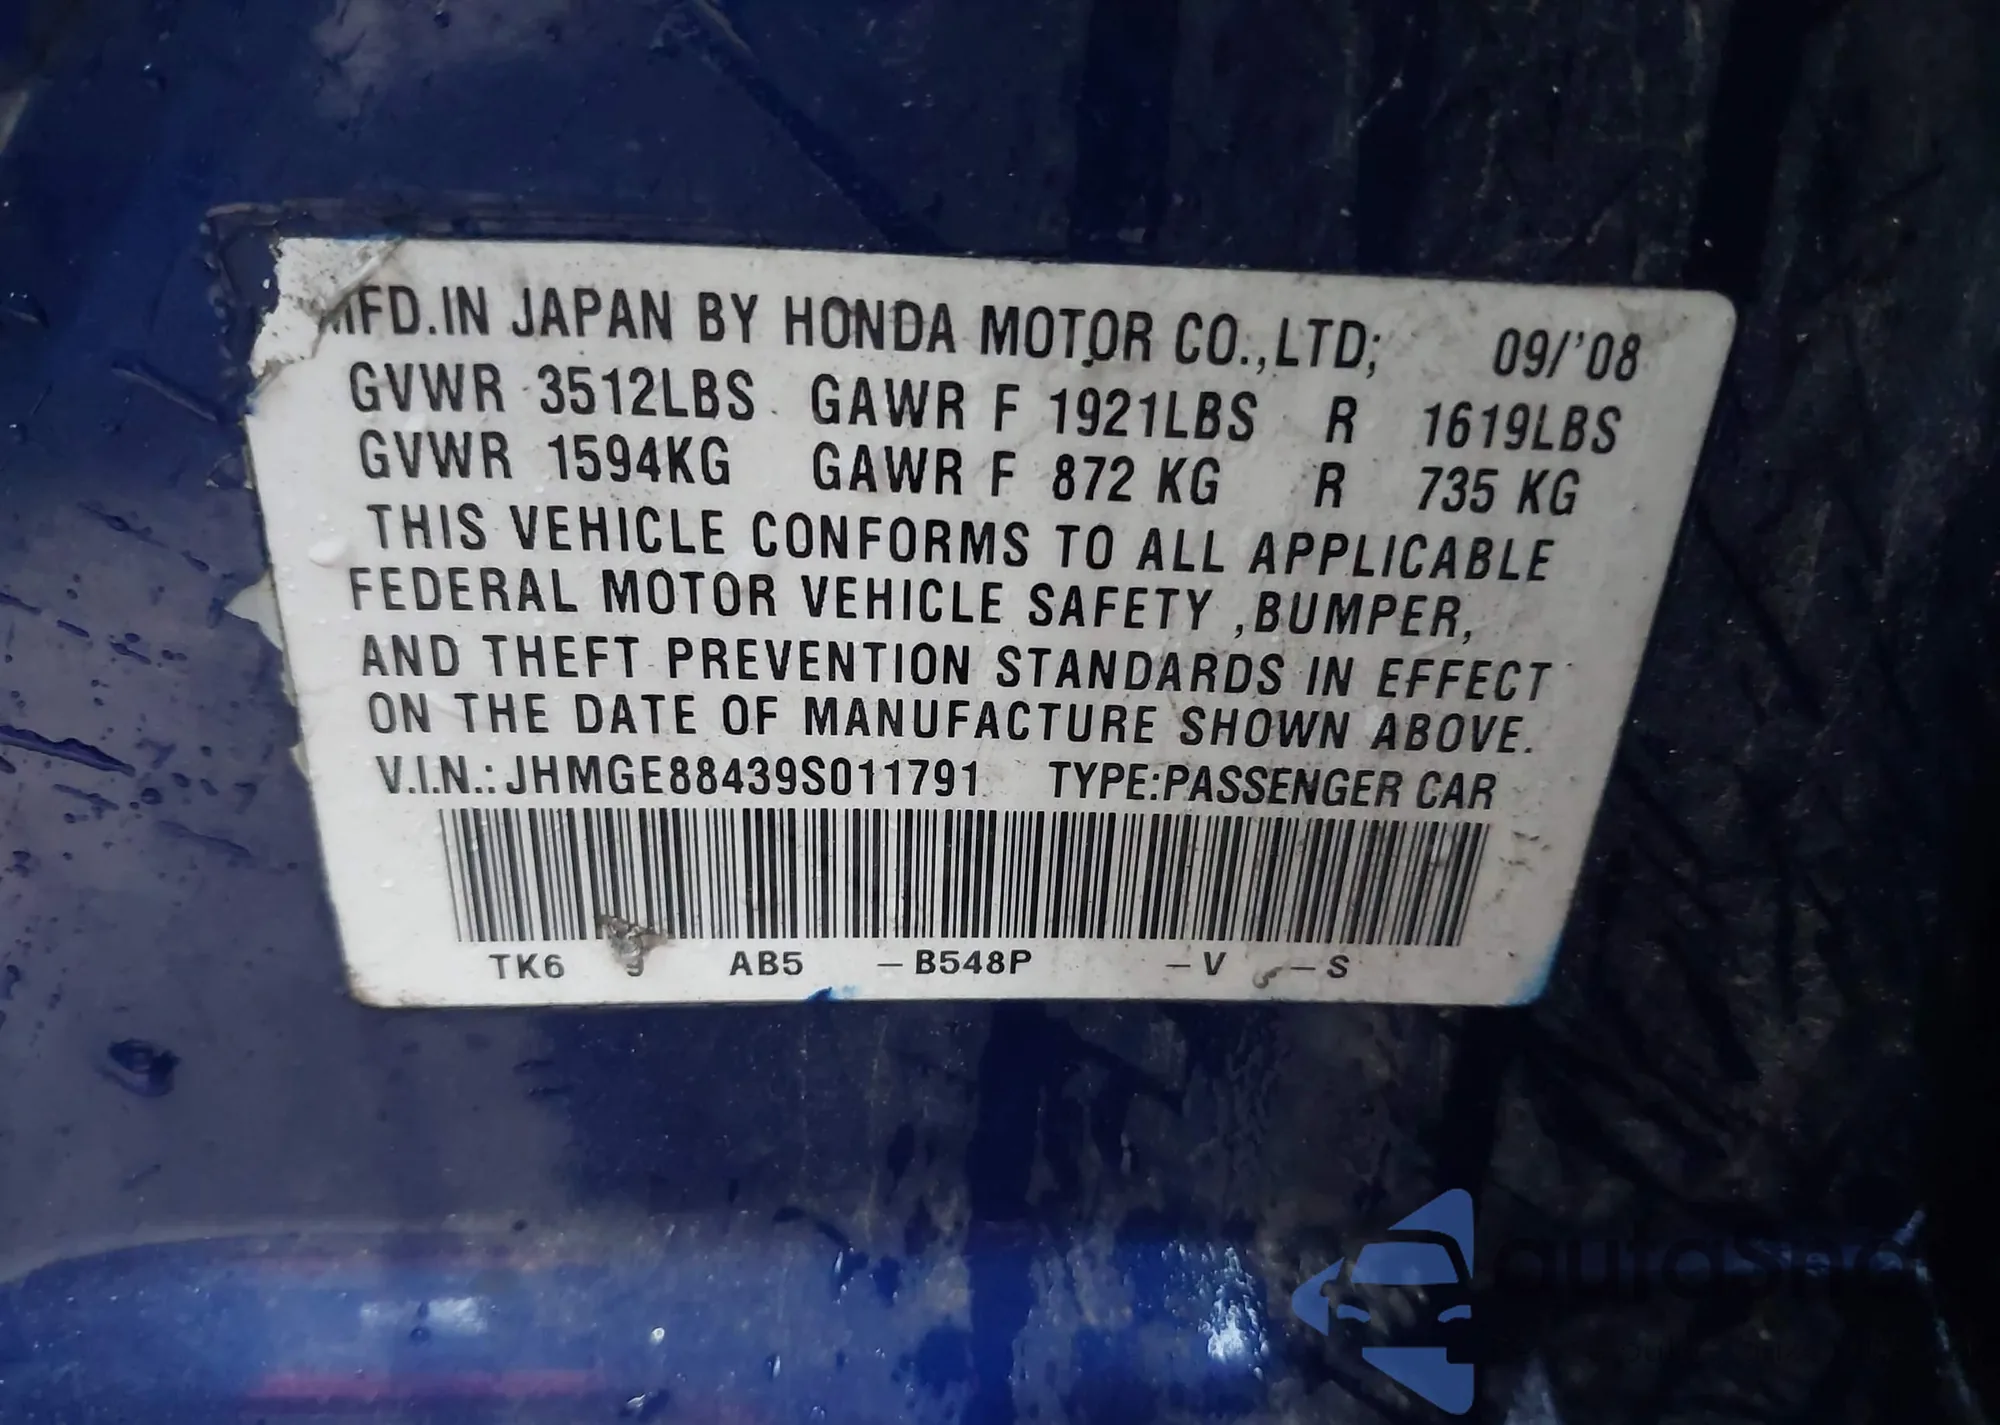 MFD.IN JAPAN BY HONDA MOTOR CO.,LTD; 09/'08
GVWR 3512LBS GAWR F 1921LBS R 1619LBS
GVWR 1594KG GAWR F 872 KG R 735 KG
THIS VEHICLE CONFORMS TO ALL APPLICABLE
FEDERAL MOTOR VEHICLE SAFETY ,BUMPER,
AND THEFT PREVENTION STANDARDS IN EFFECT
ON THE DATE OF MANUFACTURE SHOWN ABOVE.
V.I.N.: JHMGE88439S011791 TYPE:PASSENGER CAR
TK6 9 AB5 –B548P –V –S